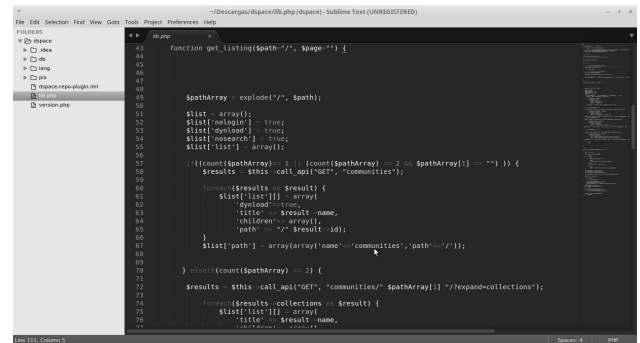 ~/Descargas/dspace/lib.php (dspace) - Sublime Text (UNREGISTERED)
File Edit Selection Find View Goto Tools Project Preferences Help
FOLDERS
dspace
.idea
db
lang
pix
dspace-repo-plugin.iml
lib.php
version.php
lib.php
43 function get_listing($path="/", $page="") {
44
45
46
47
48
49 $pathArray = explode("/", $path);
50
51 $list = array();
52 $list['nologin'] = true;
53 $list['dynload'] = true;
54 $list['nosearch'] = true;
55 $list['list'] = array();
56
57 if((count($pathArray)== 1 || (count($pathArray) == 2 && $pathArray[1] == "") )) {
58 $results = $this->call_api("GET", "communities");
59
60 foreach($results as $result) {
61 $list['list'][] = array(
62 'dynload'=>true,
63 'title' => $result->name,
64 'children'=> array(),
65 'path' => "/" $result->id);
66 }
67 $list['path'] = array(array('name'=>'communities','path'=>'/'));
68
69
70 } elseif(count($pathArray) == 2) {
71
72 $results = $this->call_api("GET", "communities/" $pathArray[1] "/?expand=collections");
73
74 foreach($results->collections as $result) {
75 $list['list'][] = array(
76 'title' => $result->name,
77 'children'=> array()
Line 111, Column 5
Spaces: 4
PHP